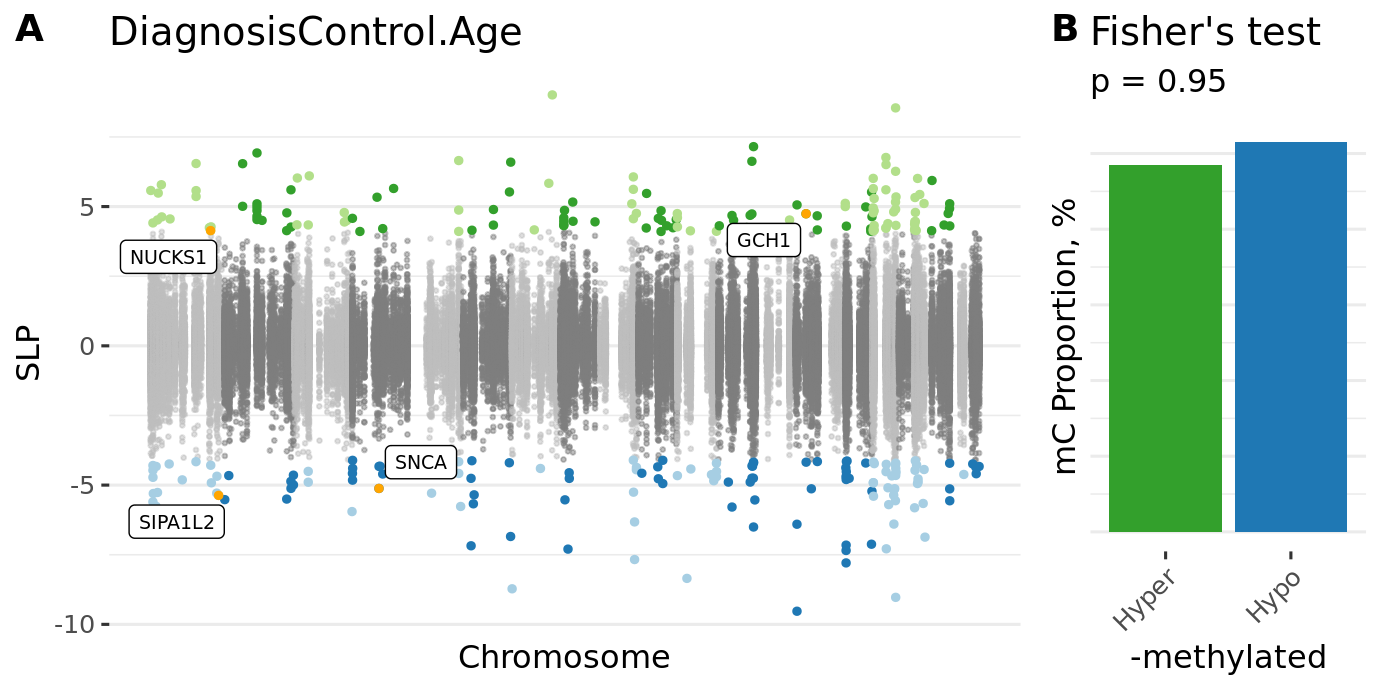 A
DiagnosisControl.Age
SLP
5
0
-5
-10
NUCKS1
GCH1
SNCA
SIPA1L2
Chromosome
B
Fisher's test
p = 0.95
mC Proportion, %
Hyper
Hypo
-methylated